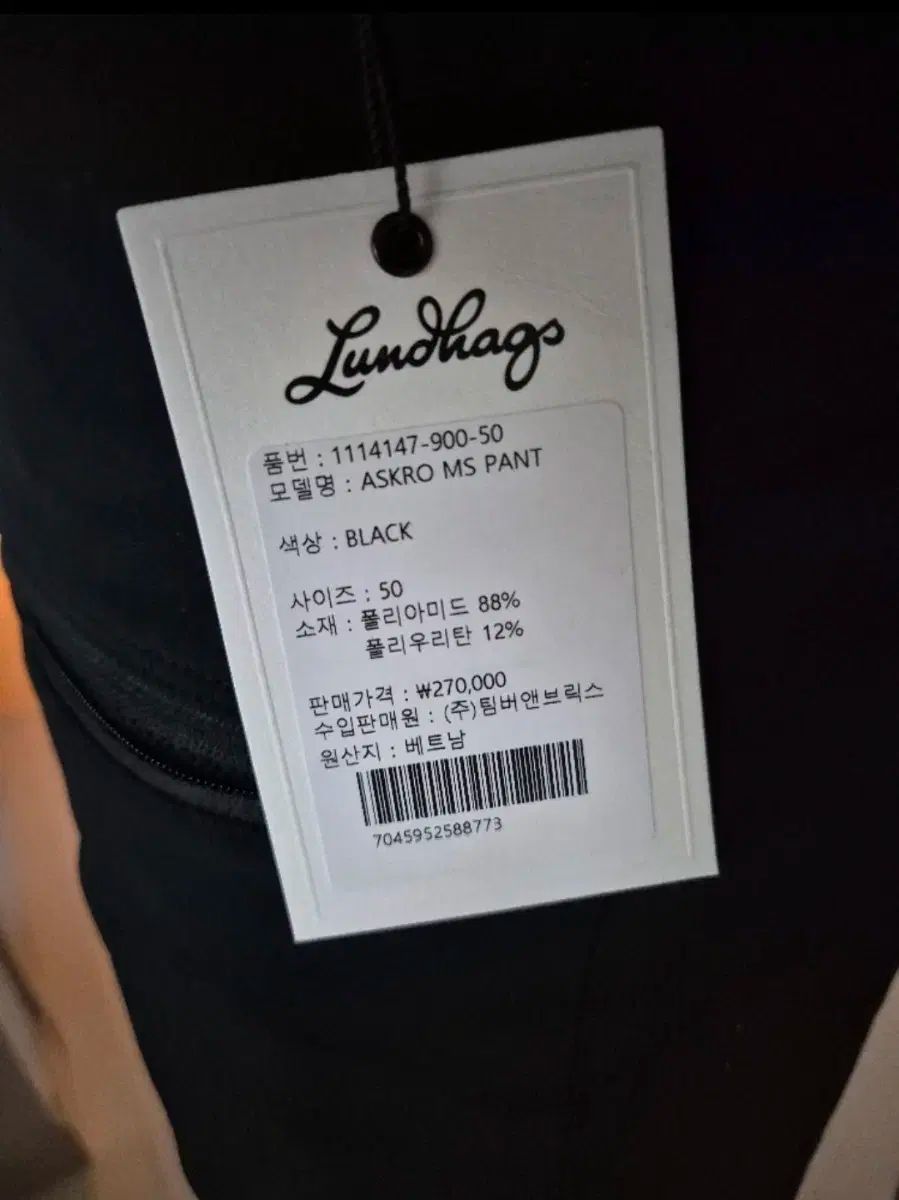 Lundhags
품번 : 1114147-900-50
모델명 : ASKRO MS PANT
색상 : BLACK
사이즈 : 50
소재 : 폴리아미드 88%
폴리우리탄 12%
판매가격 : ₩270,000
수입판매원 : (주)팀버앤브릭스
원산지 : 베트남
7045952588773